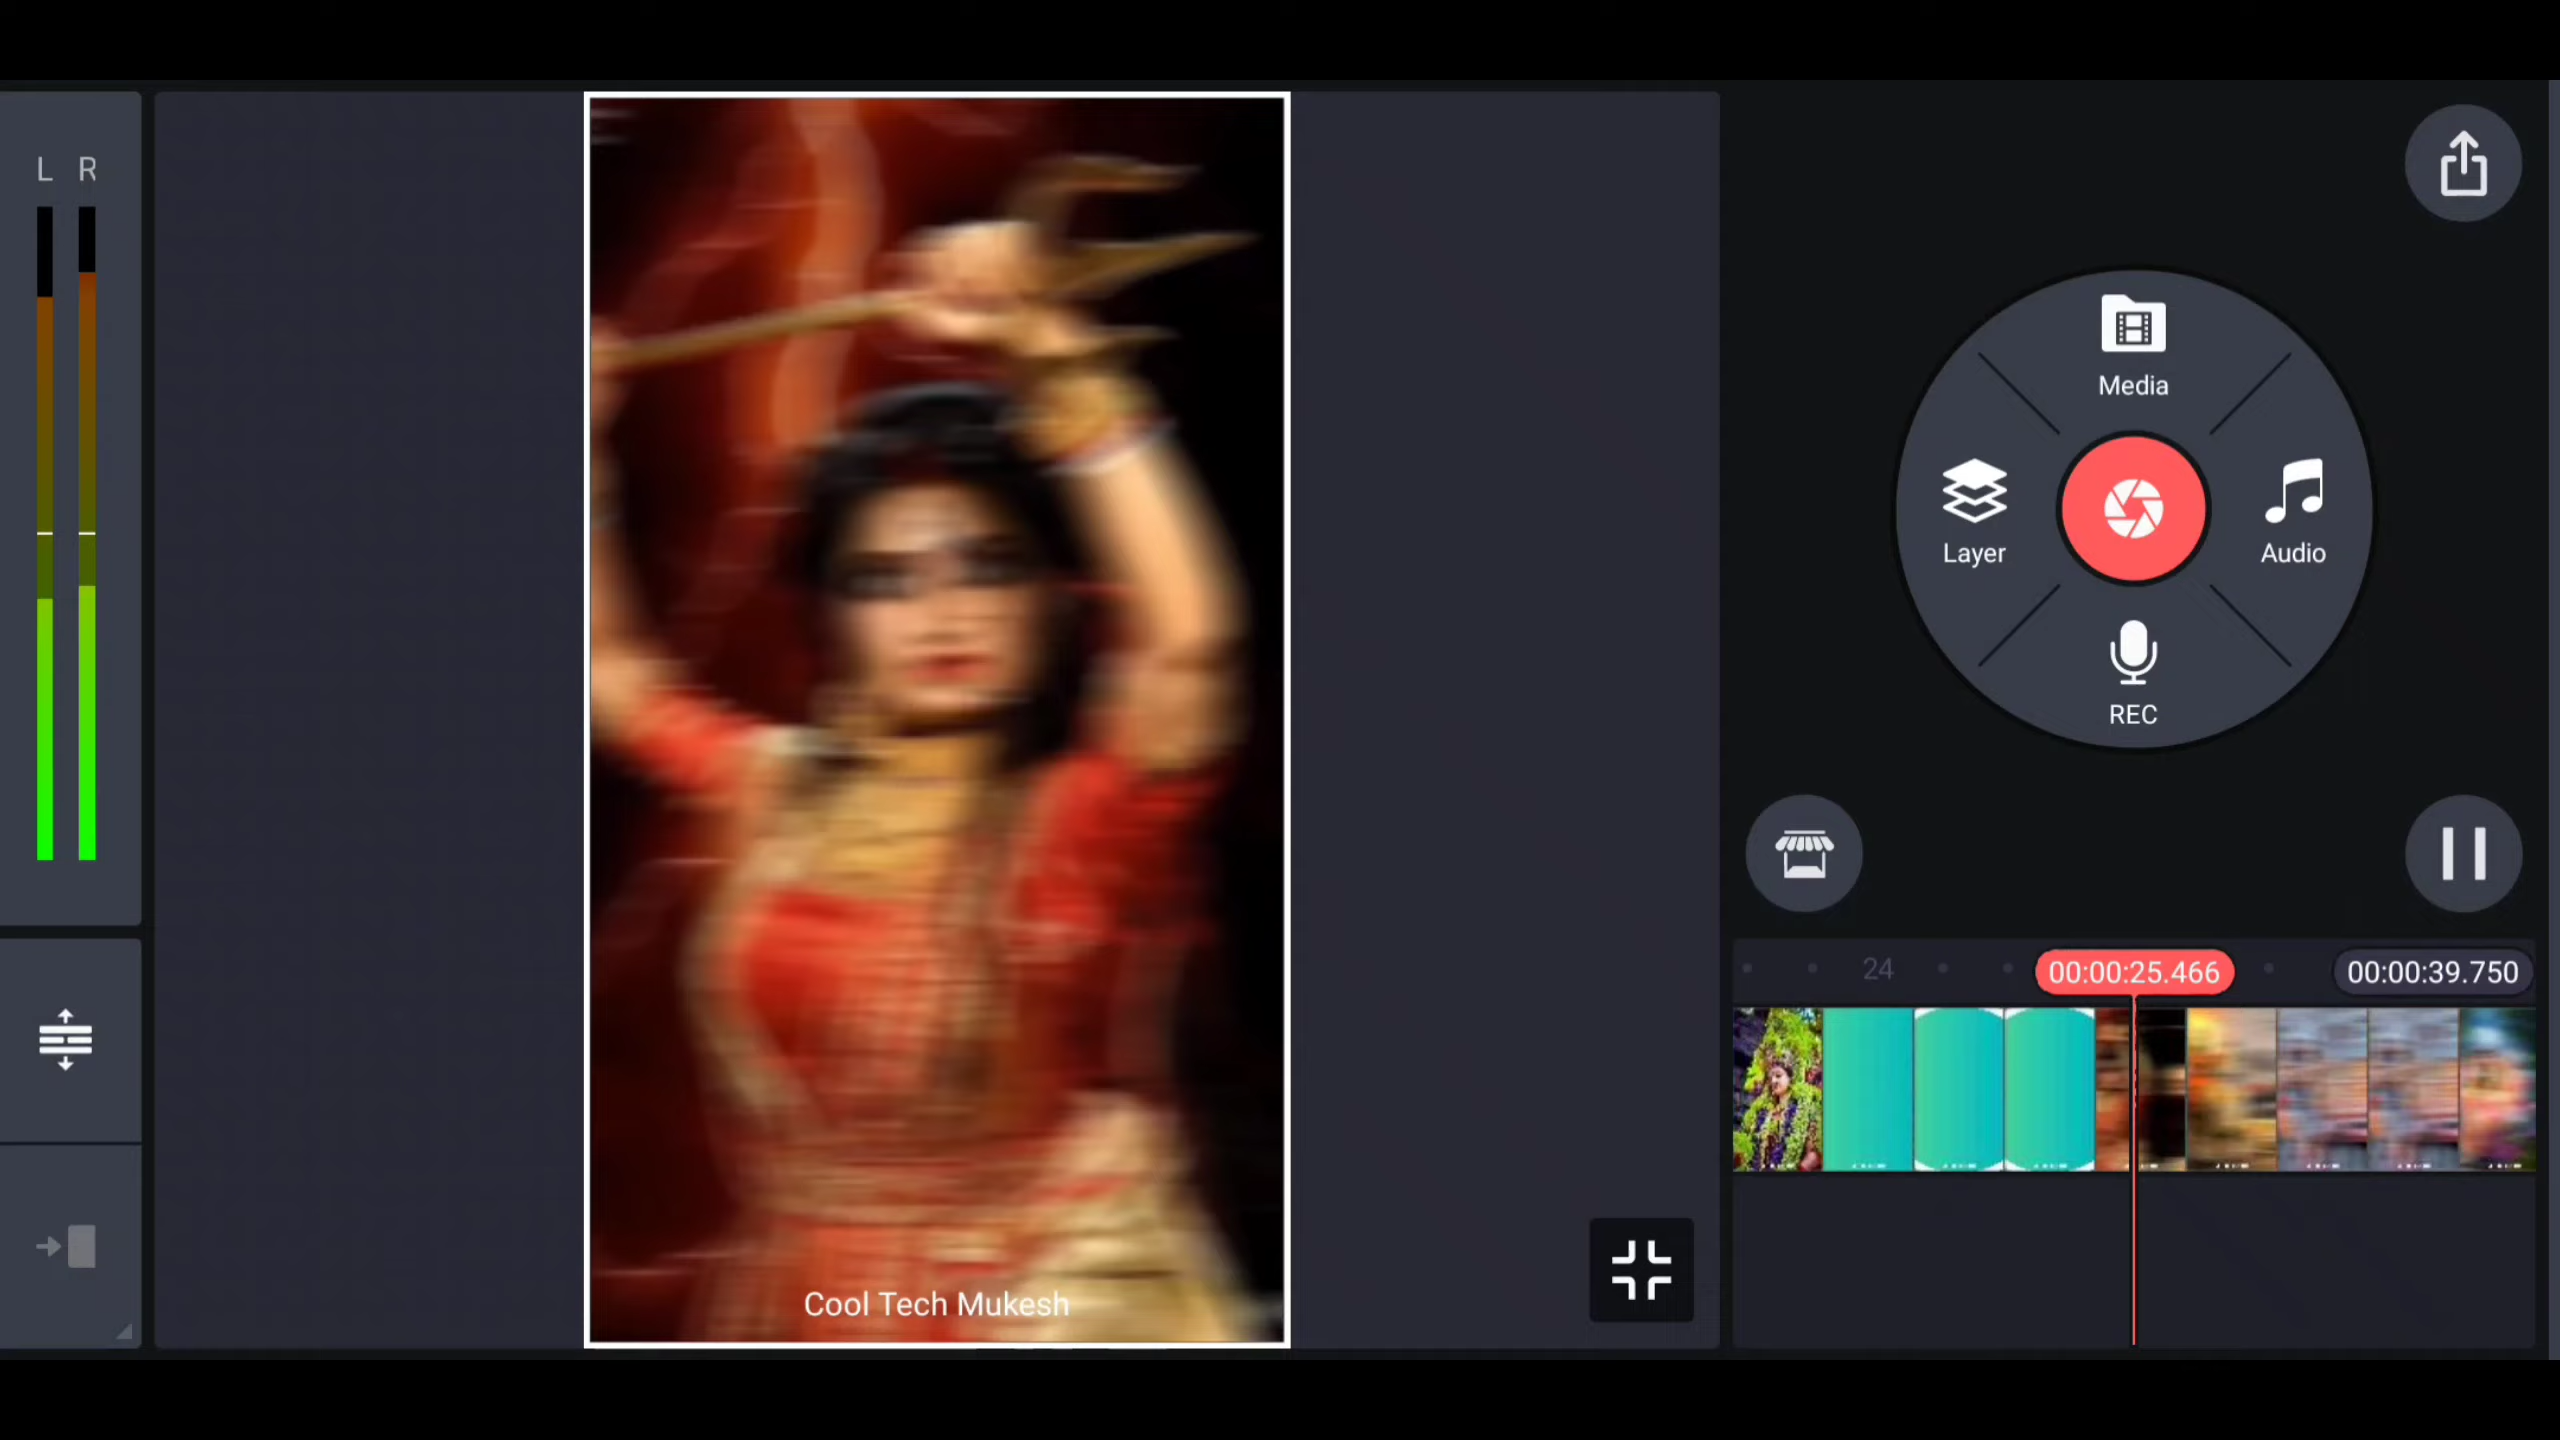 L R
Media
Layer
Audio
REC
24
00:00:25.466
00:00:39.750
Cool Tech Mukesh